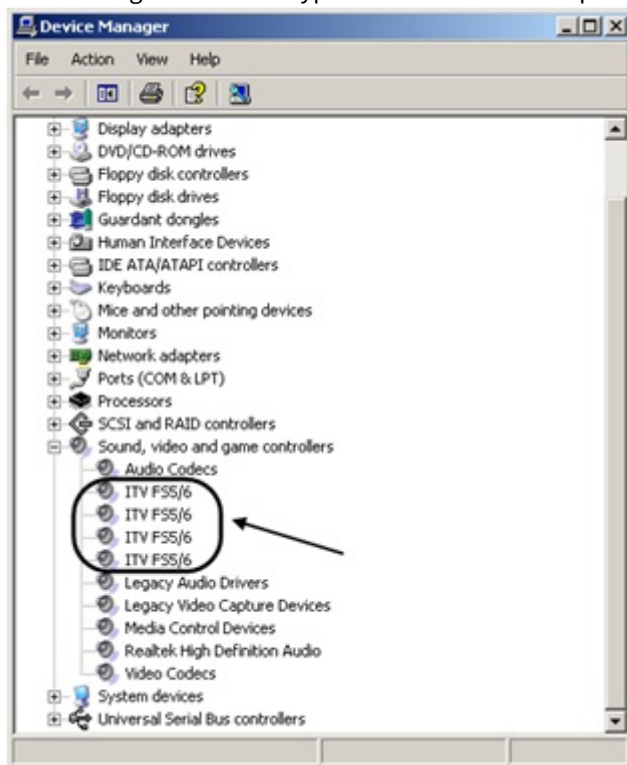 Device Manager
File Action View Help
Display adapters
DVD/CD-ROM drives
Floppy disk controllers
Floppy disk drives
Guardant dongles
Human Interface Devices
IDE ATA/ATAPI controllers
Keyboards
Mice and other pointing devices
Monitors
Network adapters
Ports (COM & LPT)
Processors
SCSI and RAID controllers
Sound, video and game controllers
Audio Codecs
ITV FS5/6
ITV FS5/6
ITV FS5/6
ITV FS5/6
Legacy Audio Drivers
Legacy Video Capture Devices
Media Control Devices
Realtek High Definition Audio
Video Codecs
System devices
Universal Serial Bus controllers